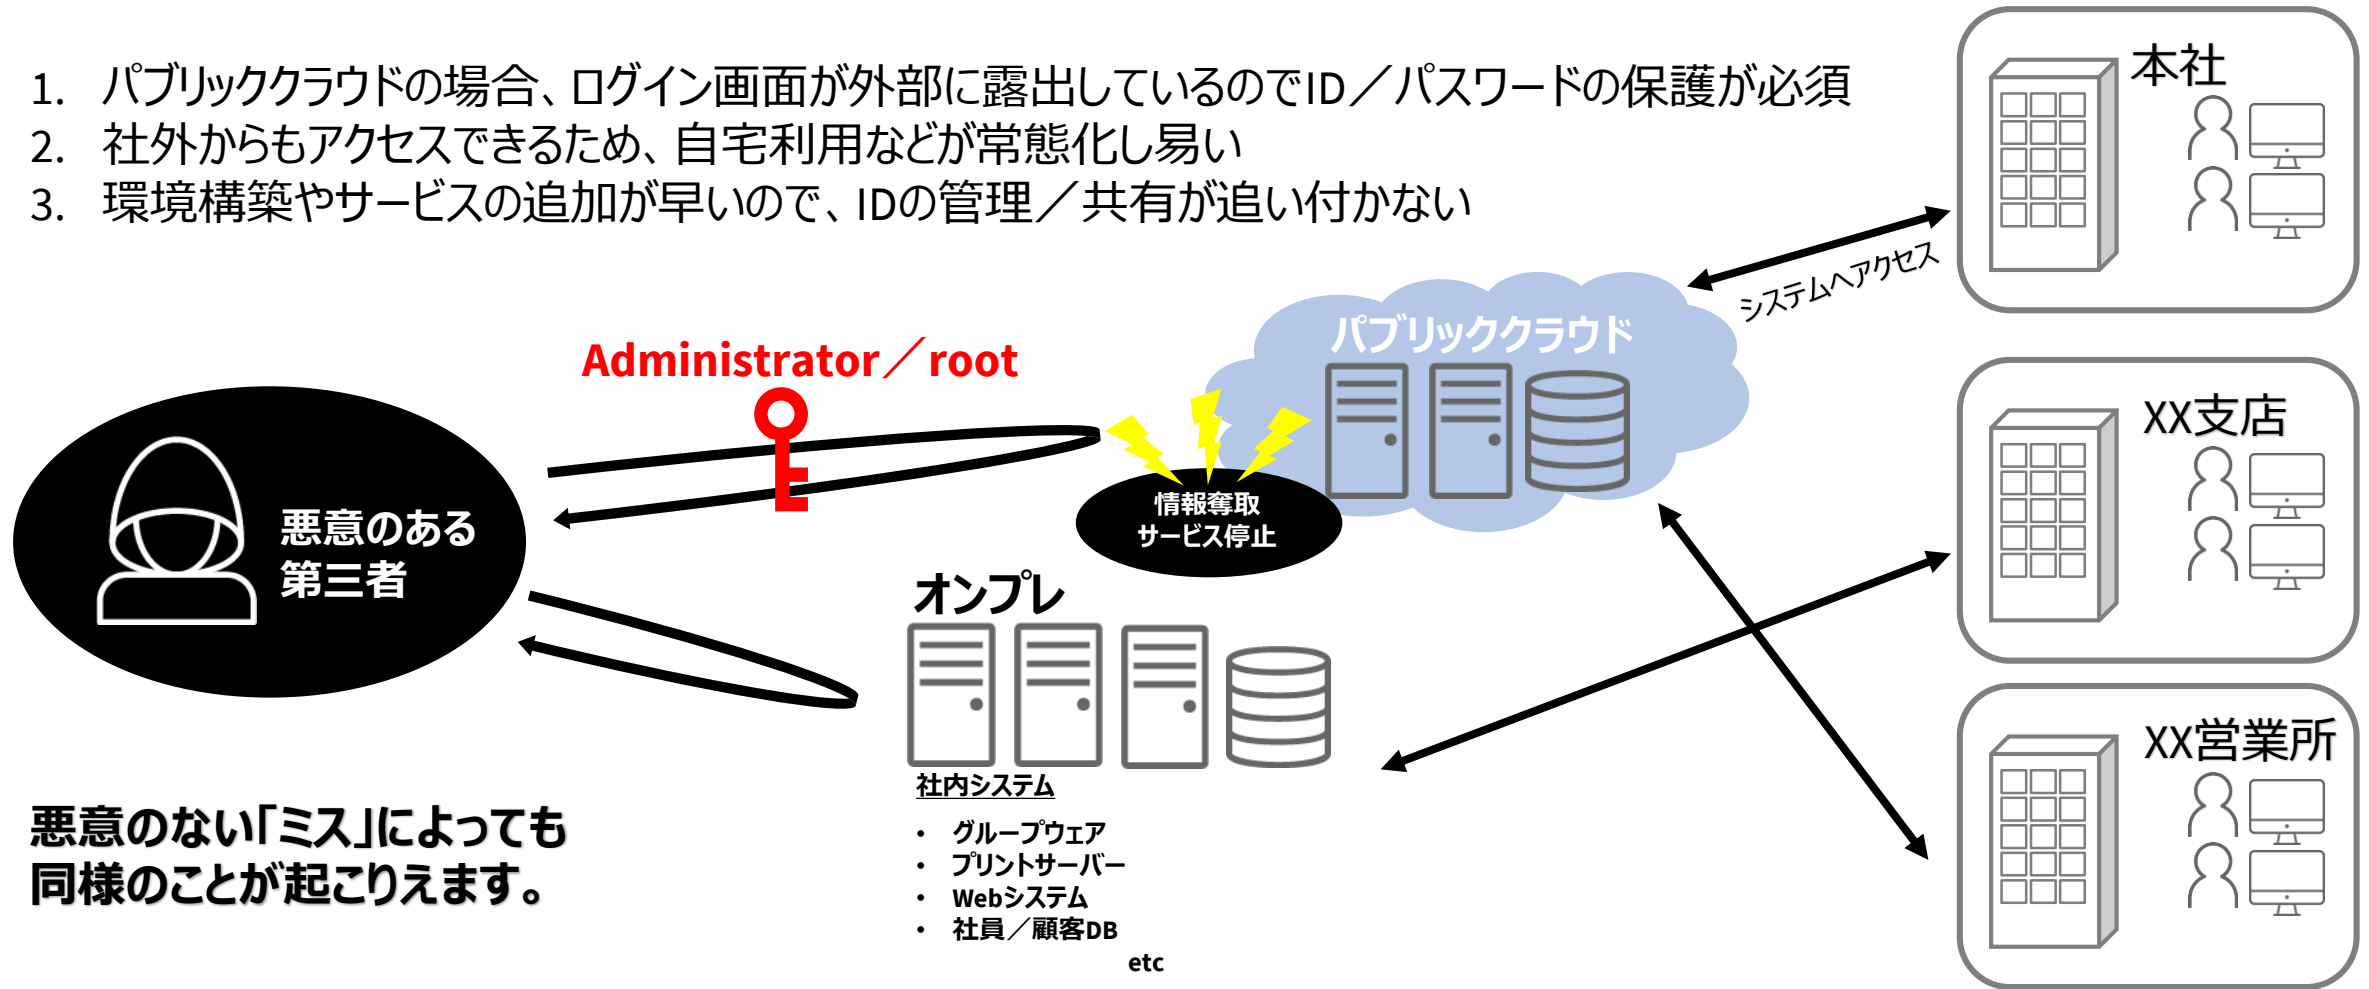 1. パブリッククラウドの場合、ログイン画面が外部に露出しているのでID／パスワードの保護が必須
2. 社外からもアクセスできるため、自宅利用などが常態化し易い
3. 環境構築やサービスの追加が早いので、IDの管理／共有が追い付かない
本社
システムへアクセス
パブリッククラウド
Administrator／root
XX支店
悪意のある
第三者
情報奪取
サービス停止
オンプレ
XX営業所
社内システム
• グループウェア
• プリントサーバー
• Webシステム
• 社員／顧客DB
etc
悪意のない「ミス」によっても
同様のことが起こりえます。